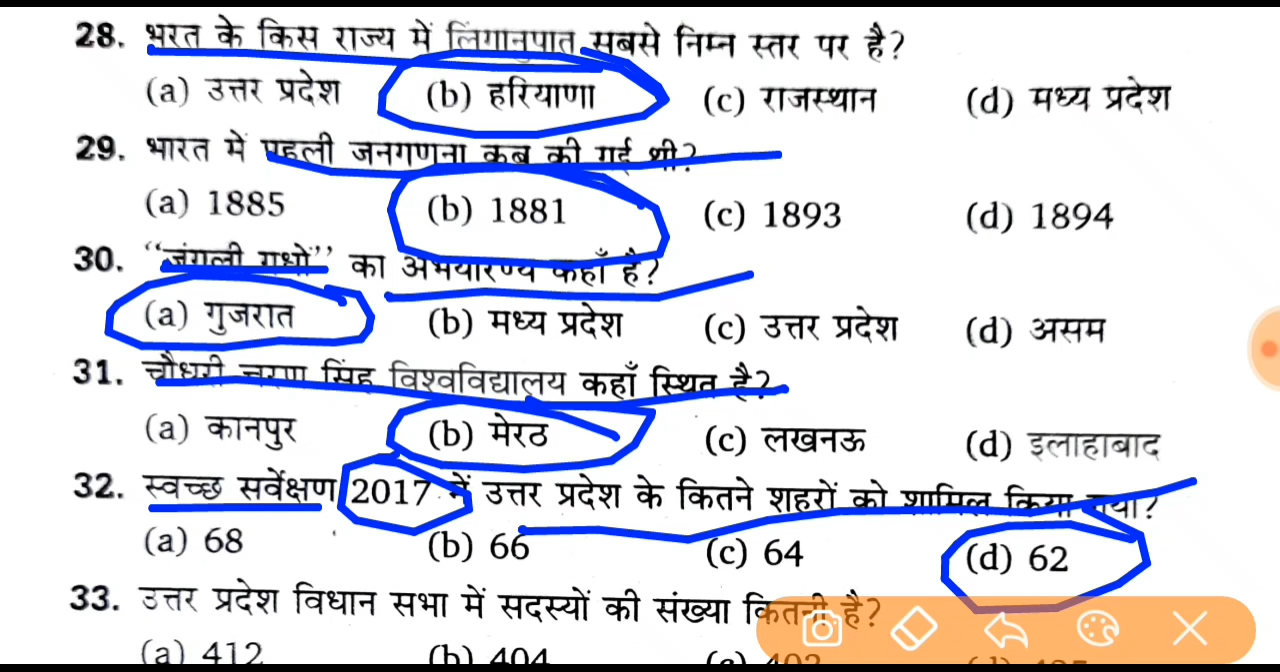 28. भरत के किस राज्य में लिंगानुपात सबसे निम्न स्तर पर है?
(a) उत्तर प्रदेश (b) हरियाणा (c) राजस्थान (d) मध्य प्रदेश
29. भारत में पहली जनगणना कब की गई थी?
(a) 1885 (b) 1881 (c) 1893 (d) 1894
30. “जंगली गधों” का अभयारण्य कहाँ है?
(a) गुजरात (b) मध्य प्रदेश (c) उत्तर प्रदेश (d) असम
31. चौधरी चरण सिंह विश्वविद्यालय कहाँ स्थित है?
(a) कानपुर (b) मेरठ (c) लखनऊ (d) इलाहाबाद
32. स्वच्छ सर्वेक्षण 2017 में उत्तर प्रदेश के कितने शहरों को शामिल किया गया?
(a) 68 (b) 66 (c) 64 (d) 62
33. उत्तर प्रदेश विधान सभा में सदस्यों की संख्या कितनी है?
(a) 412 (b) 404 (c)